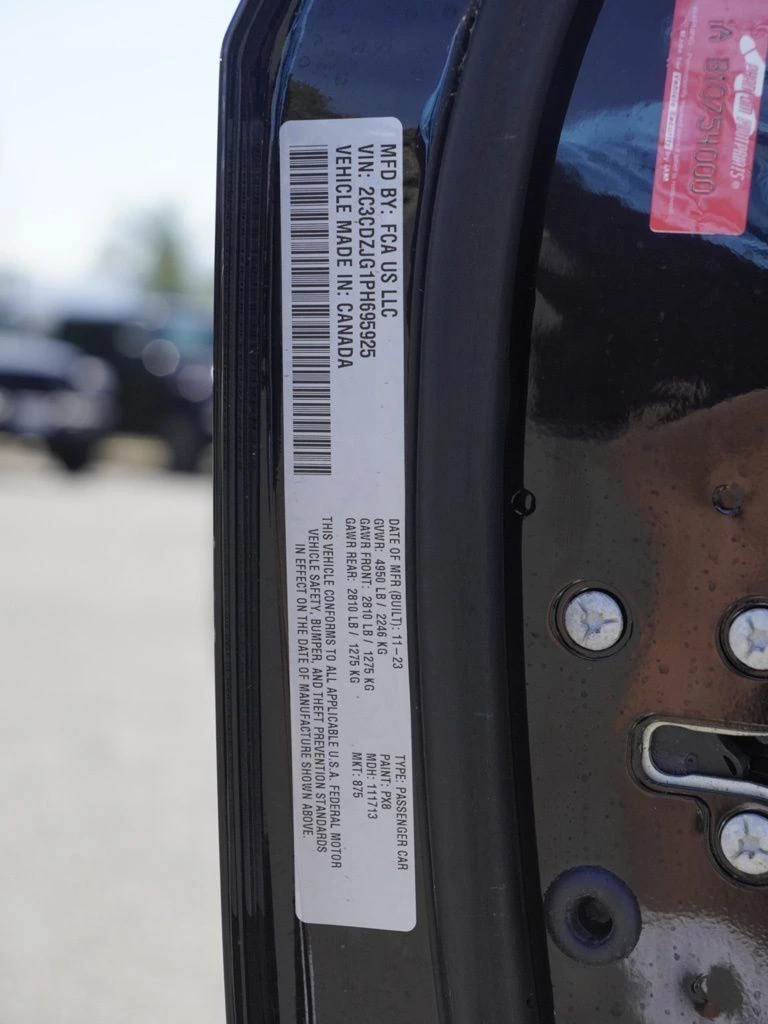 MFD BY: FCA US LLC
VIN: 2C3CDZJG1PH695925
VEHICLE MADE IN: CANADA
DATE OF MFR (BUILT): 11-23
GVWR: 4950 LB / 2246 KG
GAWR FRONT: 2810 LB / 1275 KG
GAWR REAR: 2810 LB / 1275 KG
TYPE: PASSENGER CAR
PAINT: PX8
MDH: 111713
MKT: 875
THIS VEHICLE CONFORMS TO ALL APPLICABLE U.S.A. FEDERAL MOTOR
VEHICLE SAFETY, BUMPER, AND THEFT PREVENTION STANDARDS
IN EFFECT ON THE DATE OF MANUFACTURE SHOWN ABOVE.